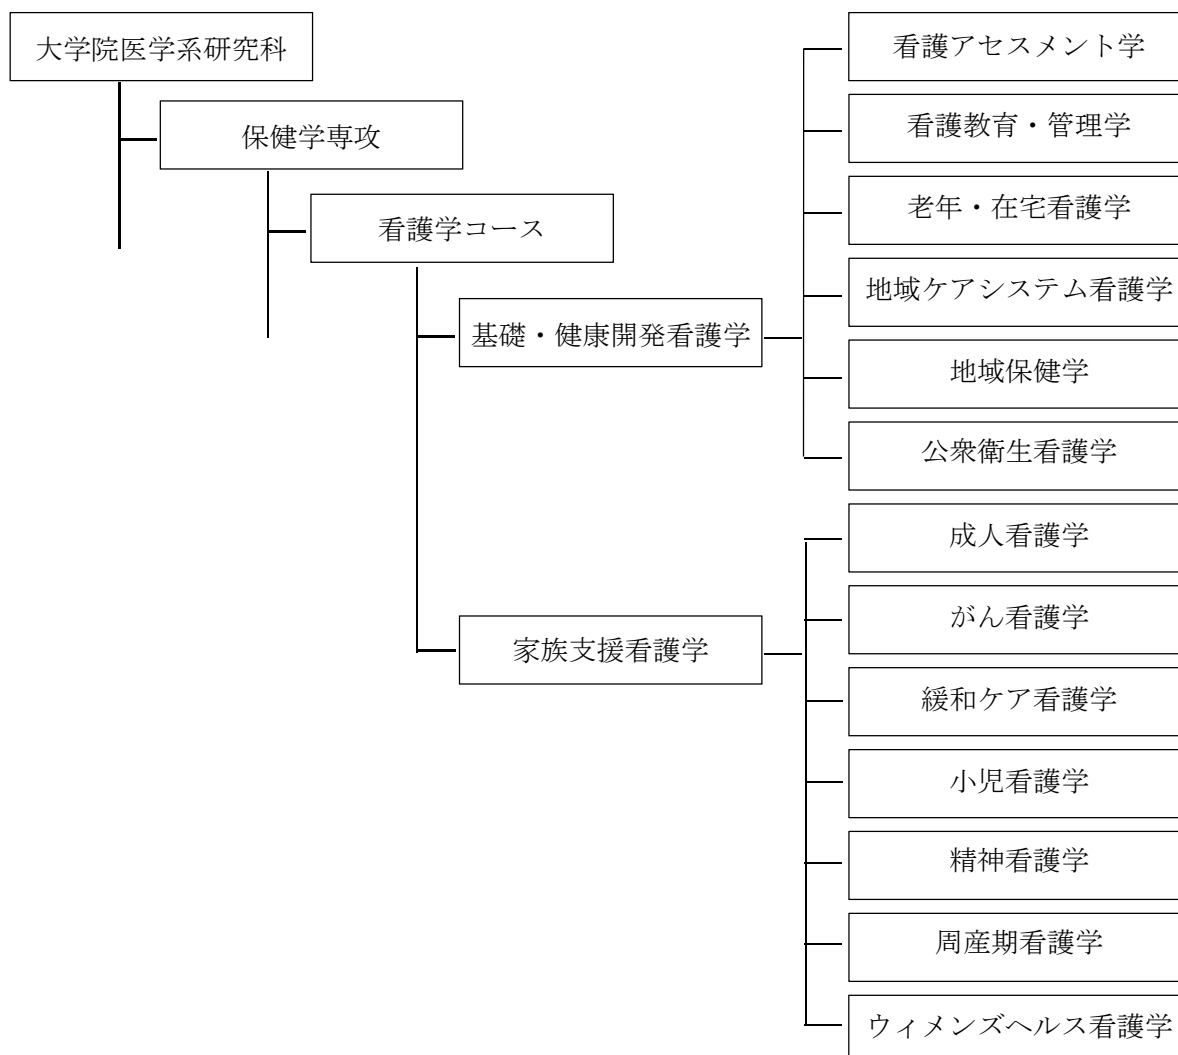 大学院医学系研究科
保健学専攻
看護学コース
基礎・健康開発看護学
看護アセスメント学
看護教育・管理学
老年・在宅看護学
地域ケアシステム看護学
地域保健学
公衆衛生看護学
家族支援看護学
成人看護学
がん看護学
緩和ケア看護学
小児看護学
精神看護学
周産期看護学
ウィメンズヘルス看護学